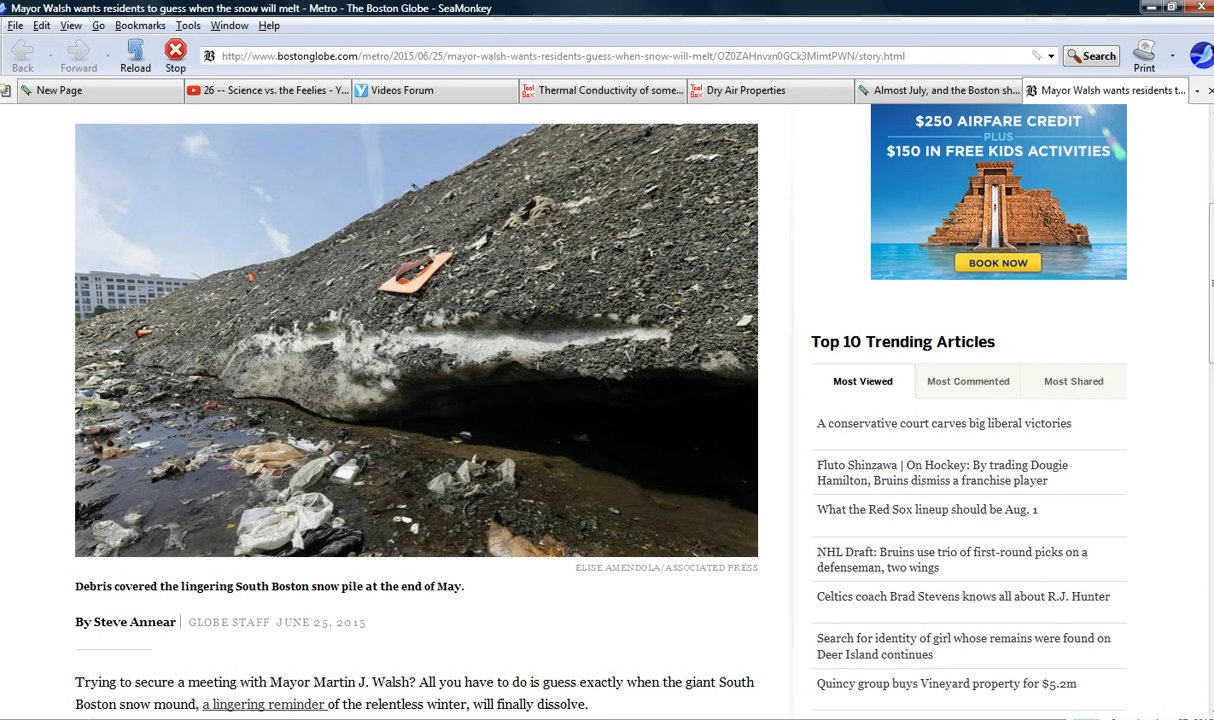 Mayor Walsh wants residents to guess when the snow will melt - Metro - The Boston Globe - SeaMonkey
File Edit View Go Bookmarks Tools Window Help
Back Forward Reload Stop
http://www.bostonglobe.com/metro/2015/06/25/mayor-walsh-wants-residents-guess-when-snow-will-melt/OZ0ZAHnvxn0GCk3MimtPWN/story.html
Search
Print
New Page
26 -- Science vs. the Feelies - Y...
Videos Forum
Thermal Conductivity of some...
Dry Air Properties
Almost July, and the Boston sh...
Mayor Walsh wants residents t...
$250 AIRFARE CREDIT
PLUS
$150 IN FREE KIDS ACTIVITIES
BOOK NOW
ELISE AMENDOLA/ASSOCIATED PRESS
Debris covered the lingering South Boston snow pile at the end of May.
By Steve Annear | GLOBE STAFF JUNE 25, 2015
Trying to secure a meeting with Mayor Martin J. Walsh? All you have to do is guess exactly when the giant South
Boston snow mound, a lingering reminder of the relentless winter, will finally dissolve.
Top 10 Trending Articles
Most Viewed
Most Commented
Most Shared
A conservative court carves big liberal victories
Fluto Shinzawa | On Hockey: By trading Dougie
Hamilton, Bruins dismiss a franchise player
What the Red Sox lineup should be Aug. 1
NHL Draft: Bruins use trio of first-round picks on a
defenseman, two wings
Celtics coach Brad Stevens knows all about R.J. Hunter
Search for identity of girl whose remains were found on
Deer Island continues
Quincy group buys Vineyard property for $5.2m